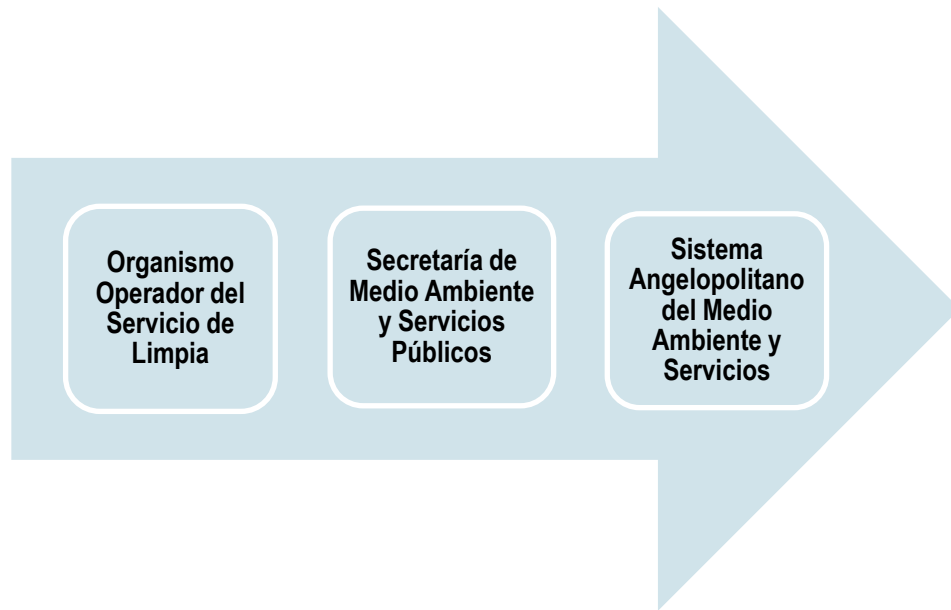 Organismo
Operador del
Servicio de
Limpia
Secretaría de
Medio Ambiente
y Servicios
Públicos
Sistema
Angelopolitano
del Medio
Ambiente y
Servicios